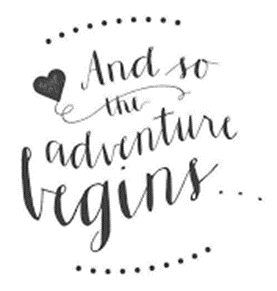 And so
the
adventure
begins...